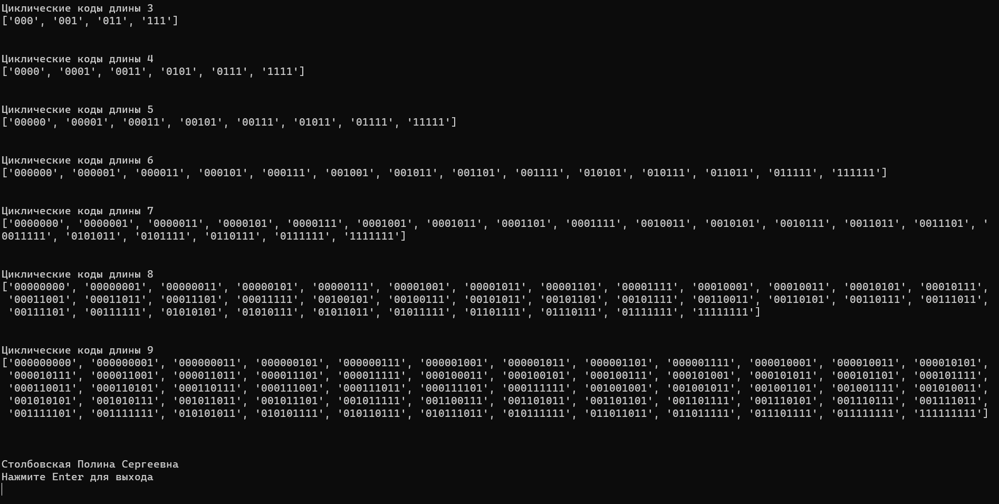 Циклические коды длины 3
['000', '001', '011', '111']
Циклические коды длины 4
['0000', '0001', '0011', '0101', '0111', '1111']
Циклические коды длины 5
['00000', '00001', '00011', '00101', '00111', '01011', '01111', '11111']
Циклические коды длины 6
['000000', '000001', '000011', '000101', '000111', '001001', '001011', '001101', '001111', '010101', '010111', '011011', '011111', '111111']
Циклические коды длины 7
['0000000', '0000001', '0000011', '0000101', '0000111', '0001001', '0001011', '0001101', '0001111', '0010011', '0010101', '0010111', '0011011', '0011101', '
0011111', '0101011', '0101111', '0110111', '0111111', '1111111']
Циклические коды длины 8
['00000000', '00000001', '00000011', '00000101', '00000111', '00001001', '00001011', '00001101', '00001111', '00010001', '00010011', '00010101', '00010111',
'00011001', '00011011', '00011101', '00011111', '00100101', '00100111', '00101011', '00101101', '00101111', '00110011', '00110101', '00110111', '00111011',
'00111101', '00111111', '01010101', '01010111', '01011011', '01011111', '01101111', '01110111', '01111111', '11111111']
Циклические коды длины 9
['000000000', '000000001', '000000011', '000000101', '000000111', '000001001', '000001011', '000001101', '000001111', '000010001', '000010011', '000010101',
'000010111', '000011001', '000011011', '000011101', '000011111', '000100011', '000100101', '000100111', '000101001', '000101011', '000101101', '000101111',
'000110011', '000110101', '000110111', '000111001', '000111011', '000111101', '000111111', '001001001', '001001011', '001001101', '001001111', '001010011',
'001010101', '001010111', '001011011', '001011101', '001011111', '001100111', '001101011', '001101101', '001101111', '001110101', '001110111', '001111011',
'001111101', '001111111', '010101011', '010101111', '010110111', '010111011', '010111111', '011011011', '011011111', '011101111', '011111111', '111111111']
Столбовская Полина Сергеевна
Нажмите Enter для выхода